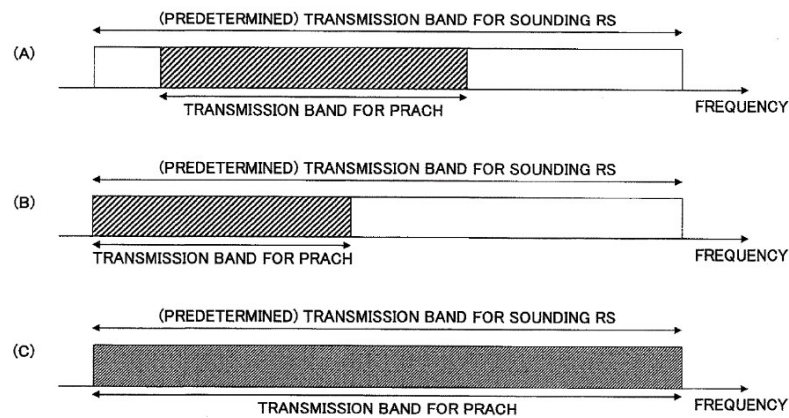 (PREDETERMINED) TRANSMISSION BAND FOR SOUNDING RS
(A)
TRANSMISSION BAND FOR PRACH
FREQUENCY
(PREDETERMINED) TRANSMISSION BAND FOR SOUNDING RS
(B)
TRANSMISSION BAND FOR PRACH
FREQUENCY
(PREDETERMINED) TRANSMISSION BAND FOR SOUNDING RS
(C)
TRANSMISSION BAND FOR PRACH
FREQUENCY